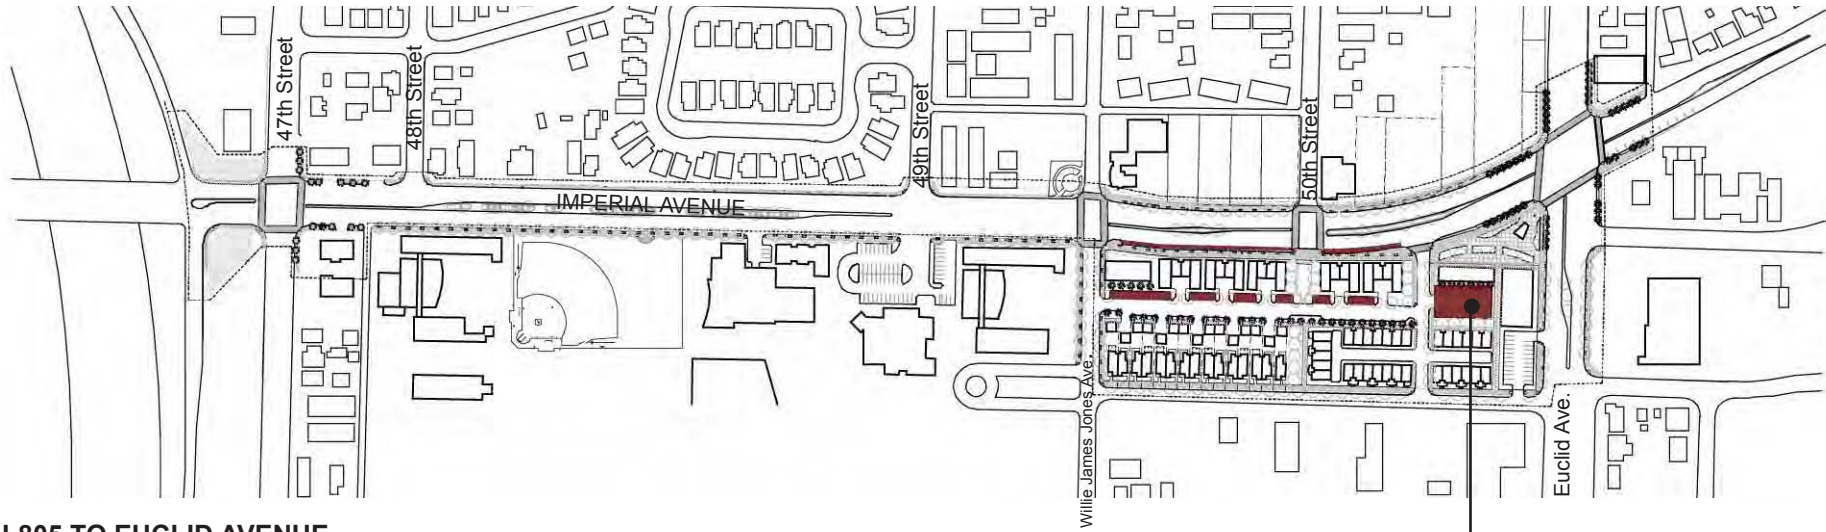 47th Street
48th Street
49th Street
50th Street
IMPERIAL AVENUE
Willie James Jones Ave.
Euclid Ave.
TO EUCLID AVENUE